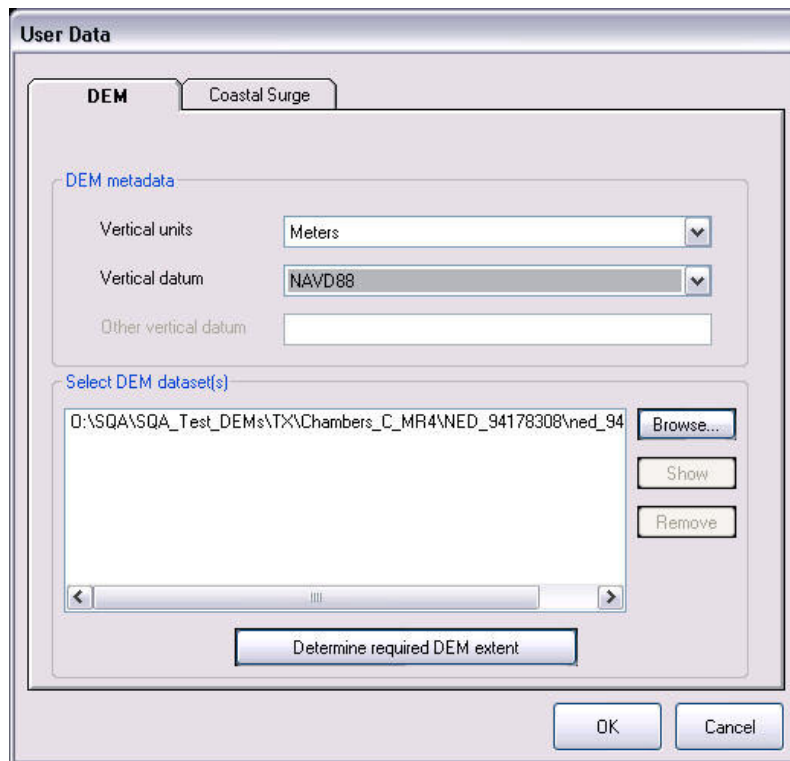 User Data
DEM
Coastal Surge
DEM metadata
Vertical units
Meters
Vertical datum
NAVD88
Other vertical datum
Select DEM dataset(s)
O:\SQA\SQA_Test_DEMs\TX\Chambers_C_MR4\NED_94178308\ned_94
Browse...
Show
Remove
Determine required DEM extent
OK
Cancel